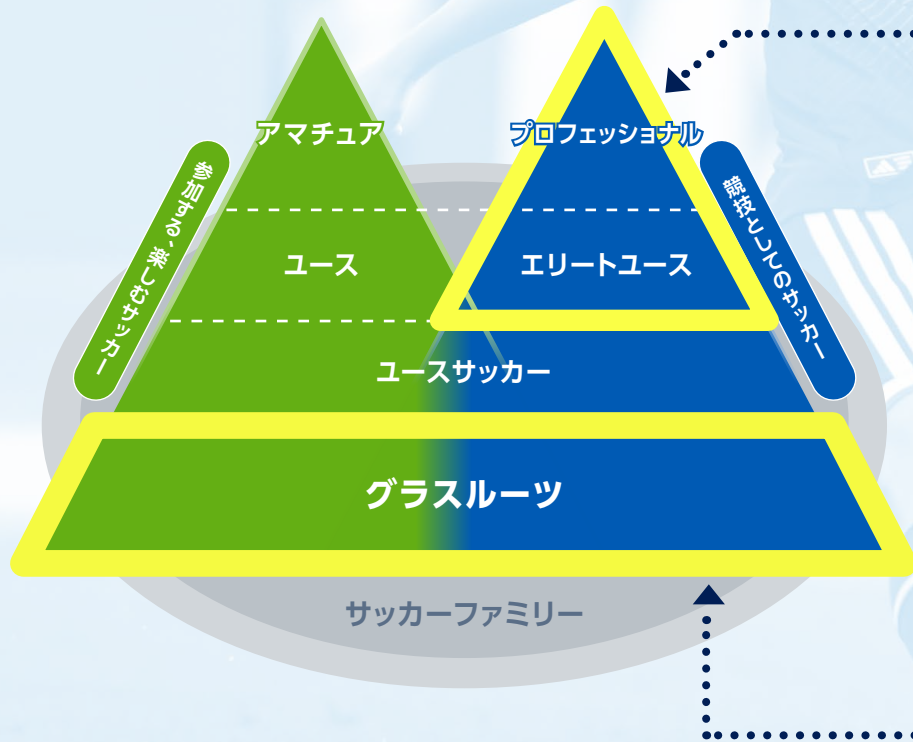 アマチュア
プロフェッショナル
参加する、楽しむサッカー
競技としてのサッカー
ユース
エリートユース
ユースサッカー
グラスルーツ
サッカーファミリー